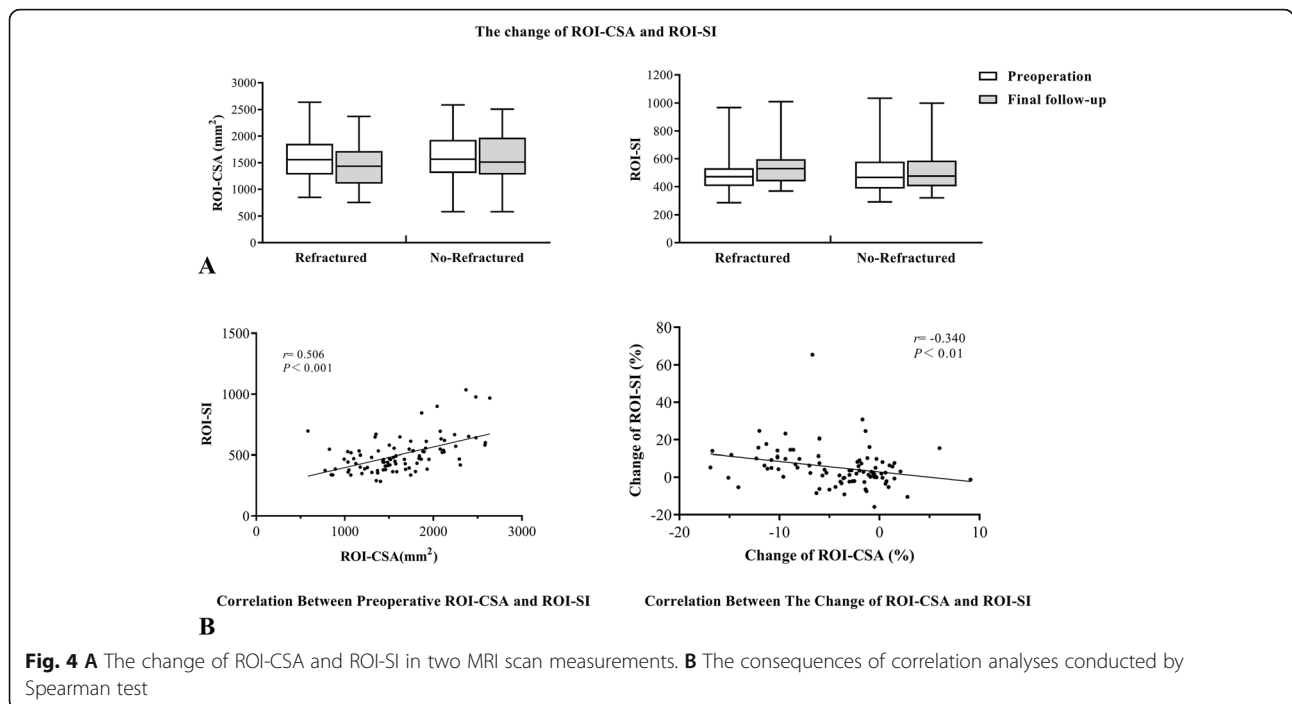 The change of ROI-CSA and ROI-SI
3000
2500
2000
1500
1000
500
0
ROI-CSA (mm²)
Refractured
No-Refractured
A
1200
1000
800
600
400
200
0
ROI-SI
Refractured
No-Refractured
Preoperation
Final follow-up
1500
1000
500
0
ROI-SI
r= 0.506
P< 0.001
0
1000
2000
3000
ROI-CSA(mm²)
80
60
40
20
0
-20
Change of ROI-SI (%)
r= -0.340
P< 0.01
-20
-10
0
10
Change of ROI-CSA (%)
Correlation Between Preoperative ROI-CSA and ROI-SI
Correlation Between The Change of ROI-CSA and ROI-SI
B
Fig. 4 A The change of ROI-CSA and ROI-SI in two MRI scan measurements. B The consequences of correlation analyses conducted by
Spearman test